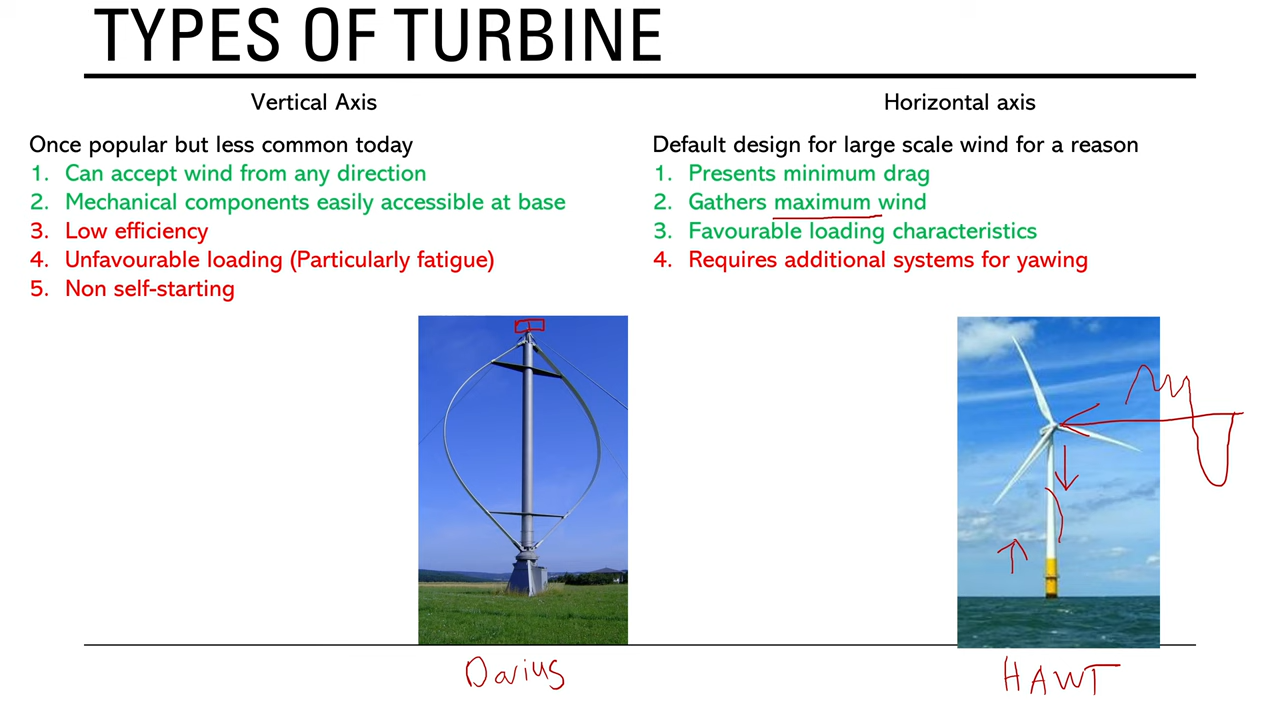 TYPES OF TURBINE
Vertical Axis
Once popular but less common today
1. Can accept wind from any direction
2. Mechanical components easily accessible at base
3. Low efficiency
4. Unfavourable loading (Particularly fatigue)
5. Non self-starting
Horizontal axis
Default design for large scale wind for a reason
1. Presents minimum drag
2. Gathers maximum wind
3. Favourable loading characteristics
4. Requires additional systems for yawing
Darius
HAWT